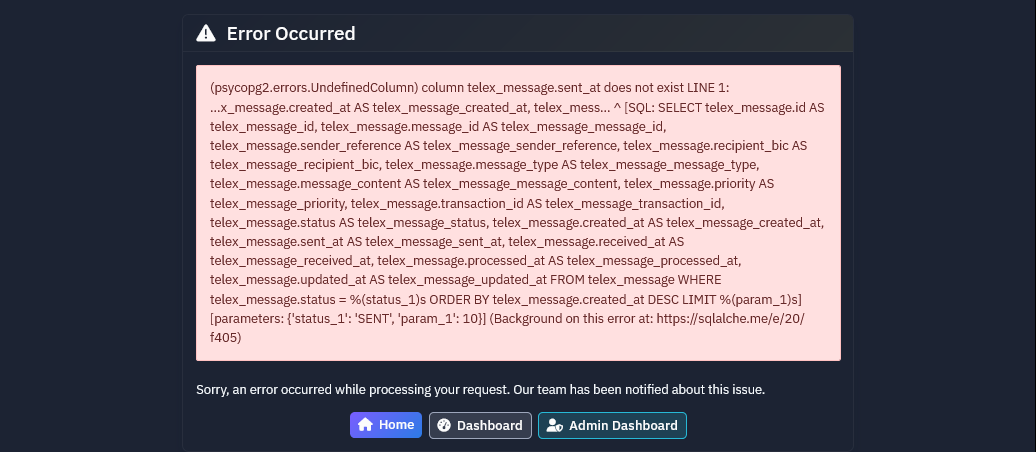 Error Occurred
(psycopg2.errors.UndefinedColumn) column telex_message.sent_at does not exist LINE 1:
...x_message.created_at AS telex_message_created_at, telex_mess... ^ [SQL: SELECT telex_message.id AS
telex_message_id, telex_message.message_id AS telex_message_message_id,
telex_message.sender_reference AS telex_message_sender_reference, telex_message.recipient_bic AS
telex_message_recipient_bic, telex_message.message_type AS telex_message_message_type,
telex_message.message_content AS telex_message_message_content, telex_message.priority AS
telex_message_priority, telex_message.transaction_id AS telex_message_transaction_id,
telex_message.status AS telex_message_status, telex_message.created_at AS telex_message_created_at,
telex_message.sent_at AS telex_message_sent_at, telex_message.received_at AS
telex_message_received_at, telex_message.processed_at AS telex_message_processed_at,
telex_message.updated_at AS telex_message_updated_at FROM telex_message WHERE
telex_message.status = %(status_1)s ORDER BY telex_message.created_at DESC LIMIT %(param_1)s]
[parameters: {'status_1': 'SENT', 'param_1': 10}] (Background on this error at: https://sqlalche.me/e/20/
f405)
Sorry, an error occurred while processing your request. Our team has been notified about this issue.
Home Dashboard Admin Dashboard